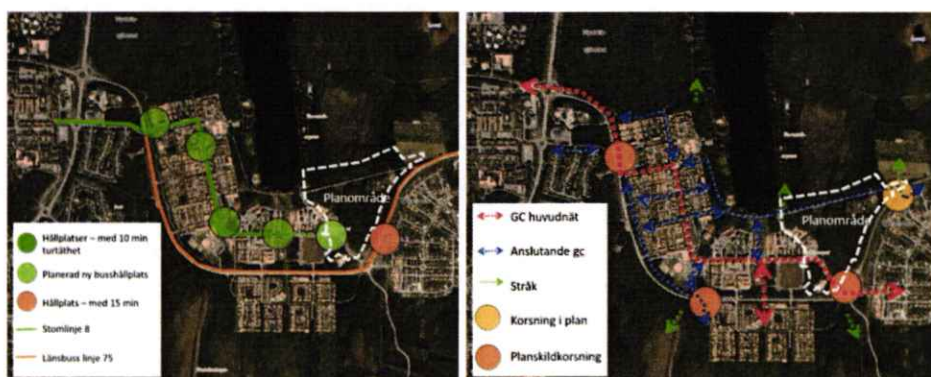 Planområde
Hållplatser – med 10 min
turtäthet
Planerad ny busshållplats
Hållplats – med 15 min
Stomlinje 8
Länsbuss linje 75
Planområde
GC huvudnät
Anslutande gc
Stråk
Korsning i plan
Planskildkorsning